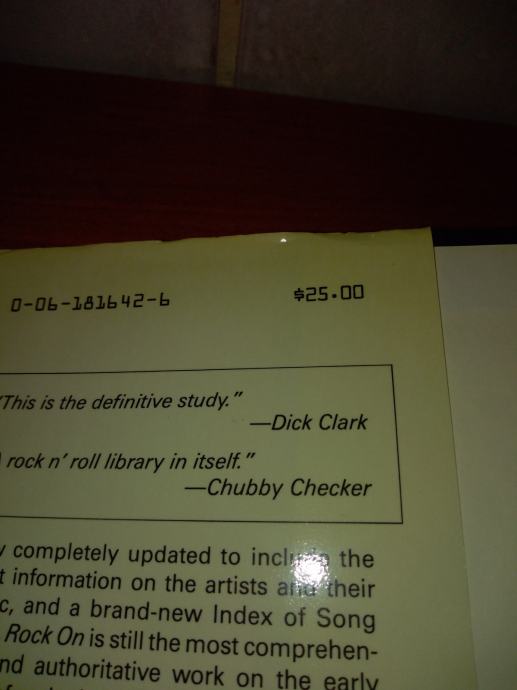 0-06-181642-6 $25.00
"This is the definitive study."
—Dick Clark
rock n' roll library in itself."
—Chubby Checker
completely updated to include the
information on the artists and their
and a brand-new Index of Song
Rock On is still the most comprehen-
authoritative work on the early